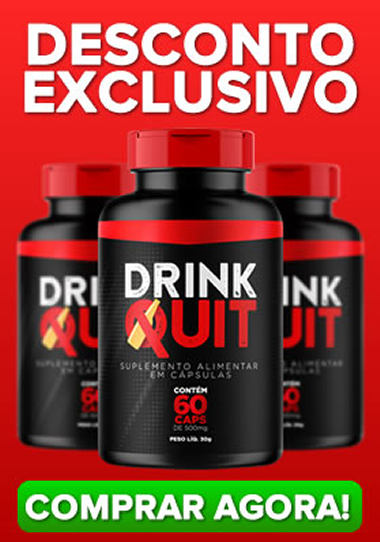 DESCONTO
EXCLUSIVO
DRINK
QUIT
SUPLEMENTO ALIMENTAR
EM CÁPSULAS
CONTÉM
60
CAPS
DE 500mg
PESO LÍQ. 30g
COMPRAR AGORA!